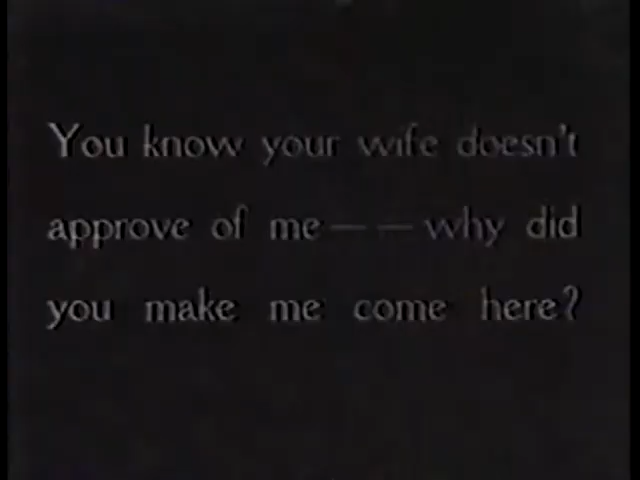 You know your wife doesn't
approve of me — — why did
you make me come here?